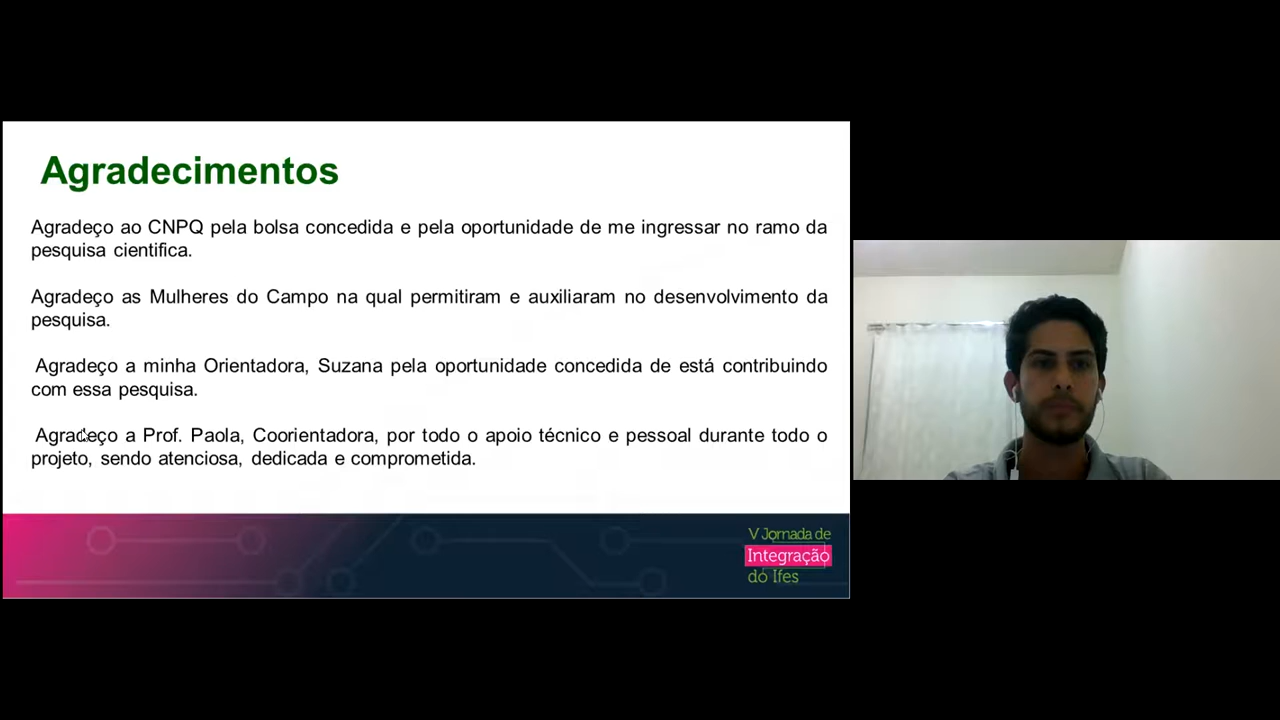 Agradecimentos
Agradeço ao CNPQ pela bolsa concedida e pela oportunidade de me ingressar no ramo da
pesquisa cientifica.
Agradeço as Mulheres do Campo na qual permitiram e auxiliaram no desenvolvimento da
pesquisa.
Agradeço a minha Orientadora, Suzana pela oportunidade concedida de está contribuindo
com essa pesquisa.
Agradeço a Prof. Paola, Coorientadora, por todo o apoio técnico e pessoal durante todo o
projeto, sendo atenciosa, dedicada e comprometida.
V Jornada de
Integração
do Ifes